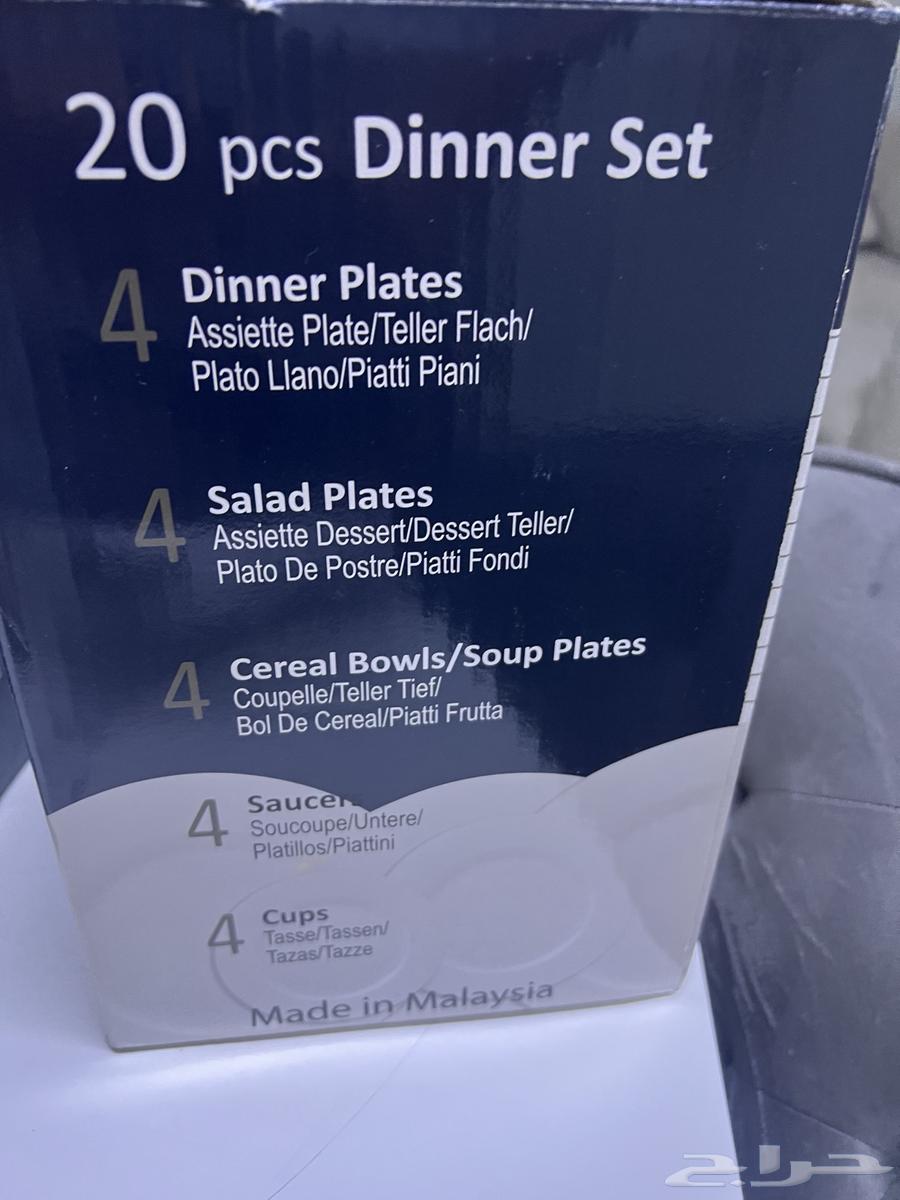 20 pcs Dinner Set
4 Dinner Plates
Assiette Plate/Teller Flach/
Plato Llano/Piatti Piani
4 Salad Plates
Assiette Dessert/Dessert Teller/
Plato De Postre/Piatti Fondi
4 Cereal Bowls/Soup Plates
Coupelle/Teller Tief/
Bol De Cereal/Piatti Frutta
4 Saucers
Soucoupe/Untere/
Platillos/Piattini
4 Cups
Tasse/Tassen/
Tazas/Tazze
Made in Malaysia
حراج